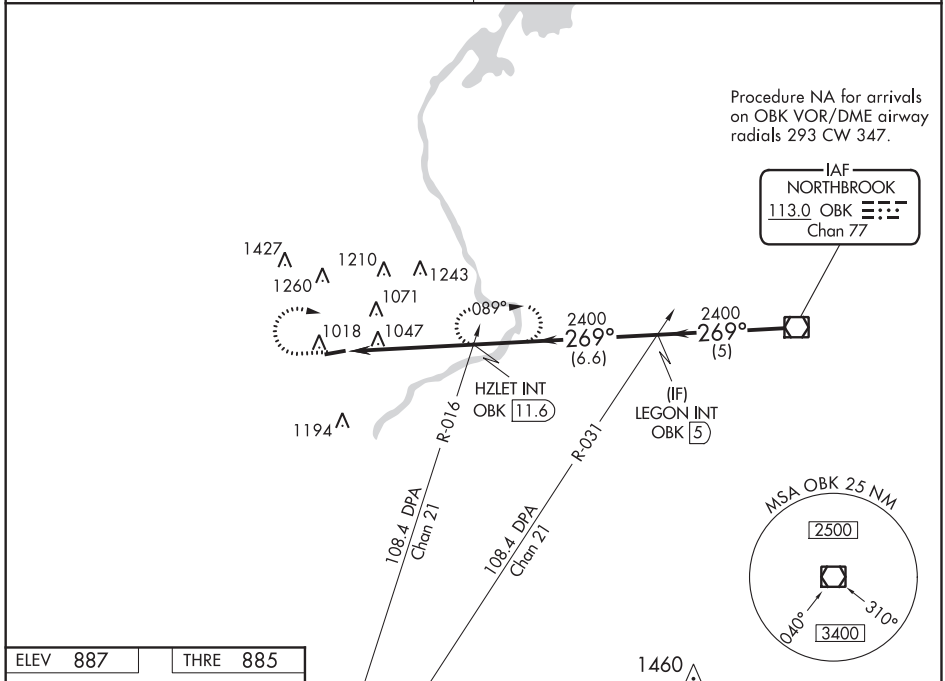 Procedure NA for arrivals
on OBK VOR/DME airway
radials 293 CW 347.
IAF
NORTHBROOK
113.0 OBK
Chan 77
1427
1260
1210
1243
1071
1018
1047
1194
089°
2400
269°
(6.6)
2400
269°
(5)
HZLET INT
OBK 11.6
(IF)
LEGON INT
OBK 5
R-016
108.4 DPA
Chan 21
R-031
108.4 DPA
Chan 21
MSA OBK 25 NM
2500
040°
310°
3400
1460
ELEV 887
THRE 885